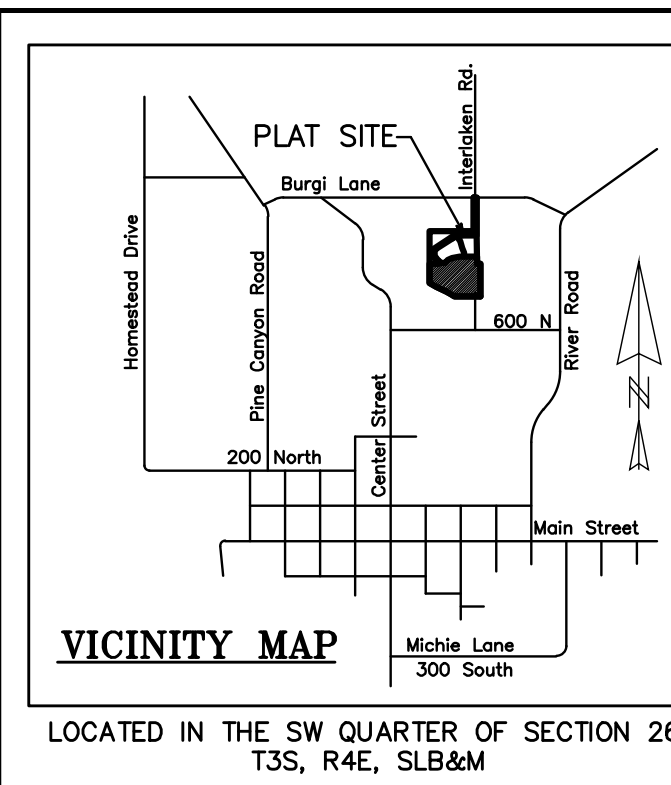 Interlaken Rd.
PLAT SITE
Burgi Lane
Homestead Drive
Pine Canyon Road
River Road
600 N
N
Center Street
200 North
Main Street
VICINITY MAP
Michie Lane
300 South
LOCATED IN THE SW QUARTER OF SECTION 26
T3S, R4E, SLB&M